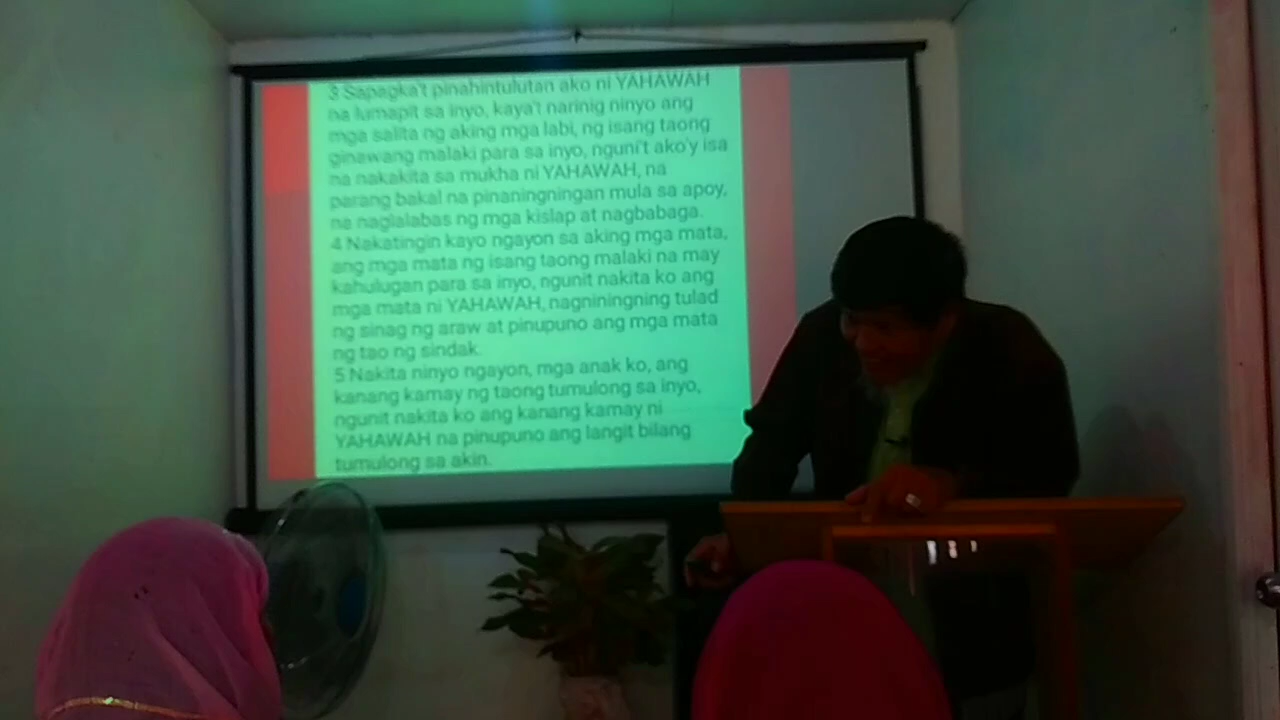 3 Sapagka't pinahintulutan ako ni YAHAWAH
na lumapit sa inyo, kaya't narinig ninyo ang
mga salita ng aking mga labi, ng isang taong
ginawang malaki para sa inyo, nguni't ako'y isa
na nakakita sa mukha ni YAHAWAH, na
parang bakal na pinaningningan mula sa apoy,
na naglalabas ng mga kislap at nagbabaga.
4 Nakatingin kayo ngayon sa aking mga mata,
ang mga mata ng isang taong malaki na may
kahulugan para sa inyo, ngunit nakita ko ang
mga mata ni YAHAWAH, nagniningning tulad
ng sinag ng araw at pinupuno ang mga mata
ng tao ng sindak.
5 Nakita ninyo ngayon, mga anak ko, ang
kanang kamay ng taong tumulong sa inyo,
ngunit nakita ko ang kanang kamay ni
YAHAWAH na pinupuno ang langit bilang
tumulong sa akin.